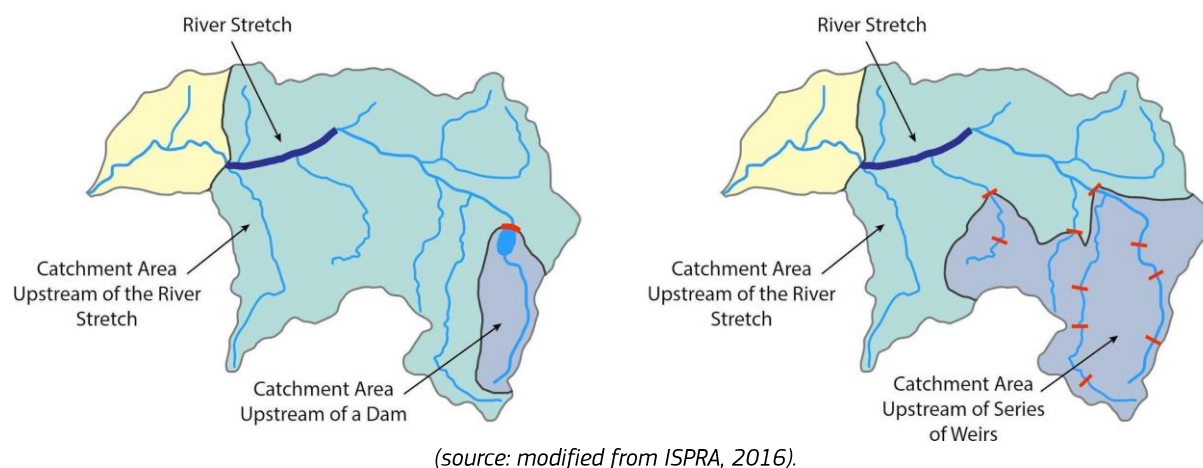 River Stretch
Catchment Area
Upstream of the River
Stretch
Catchment Area
Upstream of a Dam
River Stretch
Catchment Area
Upstream of the River
Stretch
Catchment Area
Upstream of Series
of Weirs
(source: modified from ISPRA, 2016).